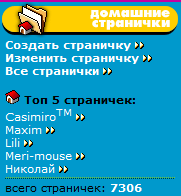 домашние
странички
Создать страничку »
Изменить страничку »
Все странички »
Топ 5 страничек:
Casimiro™ »
Maxim »
Lili »
Meri-mouse »
Николай »
всего страничек: 7306